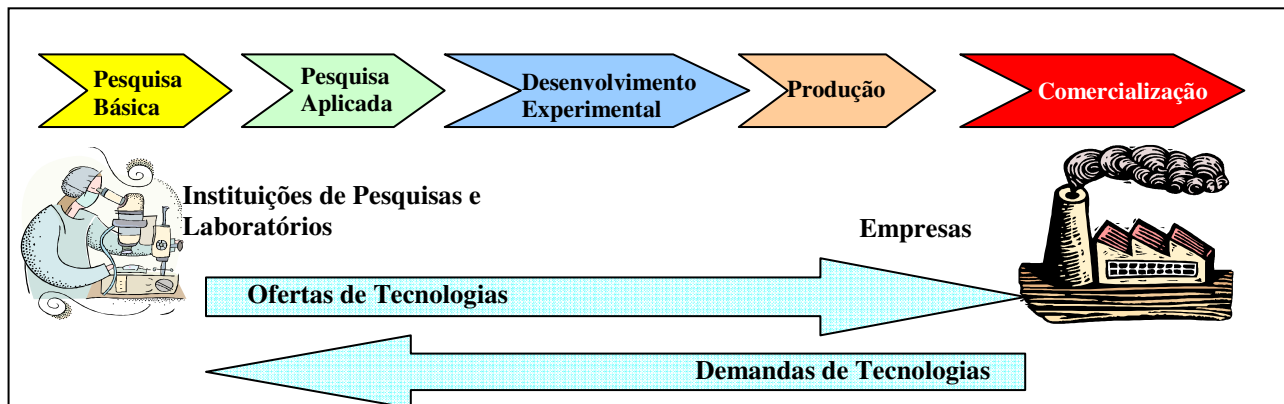 Pesquisa
Básica
Pesquisa
Aplicada
Desenvolvimento
Experimental
Produção
Comercialização
Instituições de Pesquisas e
Laboratórios
Empresas
Ofertas de Tecnologias
Demandas de Tecnologias